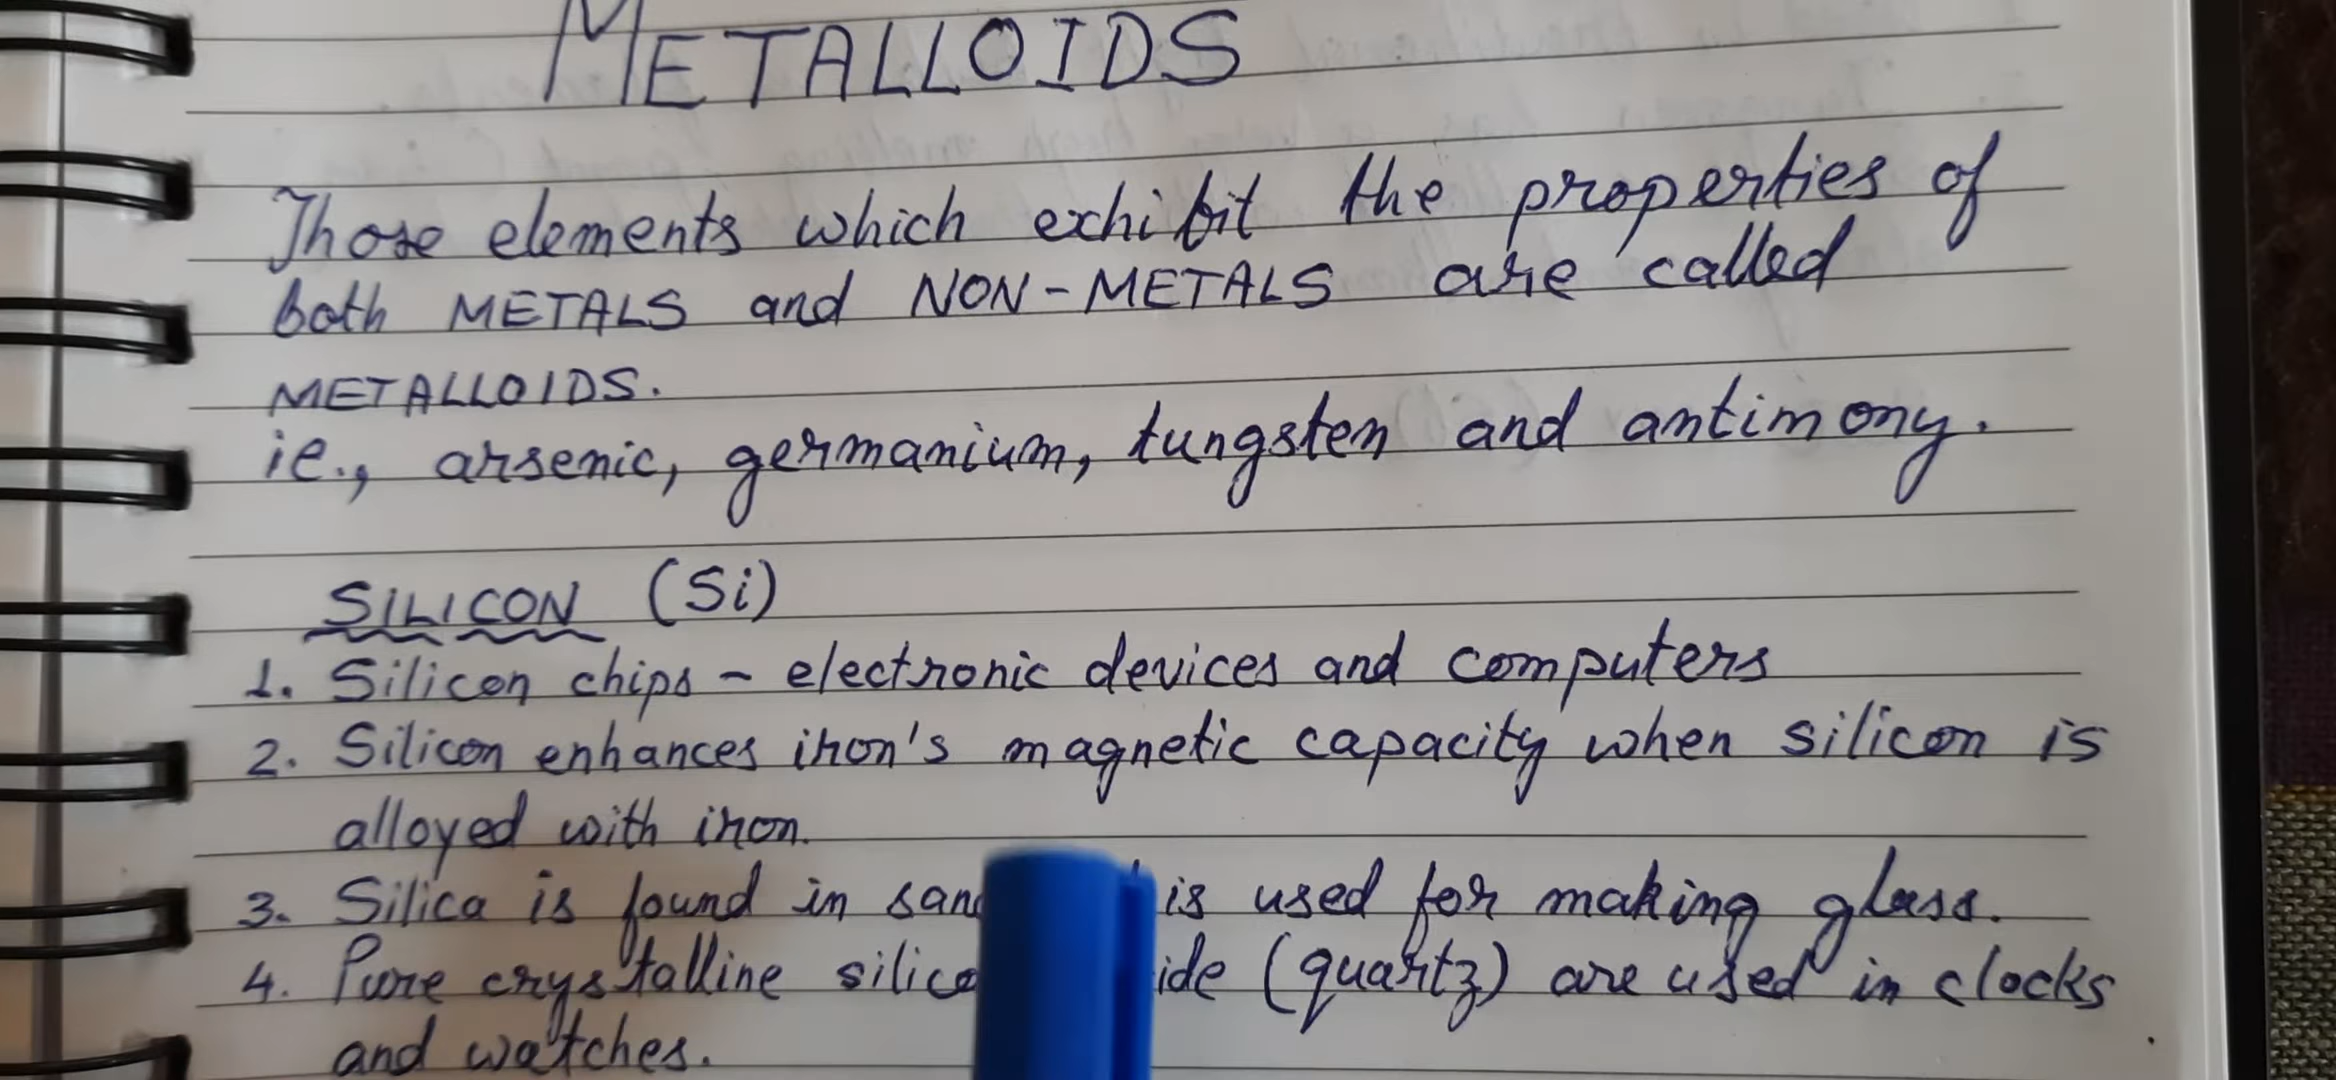 METALLOIDS
Those elements which exhibit the properties of
both METALS and NON-METALS are called
METALLOIDS.
ie., arsenic, germanium, tungsten and antimony.
SILICON (Si)
1. Silicon chips - electronic devices and computers
2. Silicon enhances iron's magnetic capacity when silicon is
alloyed with iron.
3. Silica is found in is used for making glass.
4. Pure crystalline (quartz) are used in clocks
and watches.